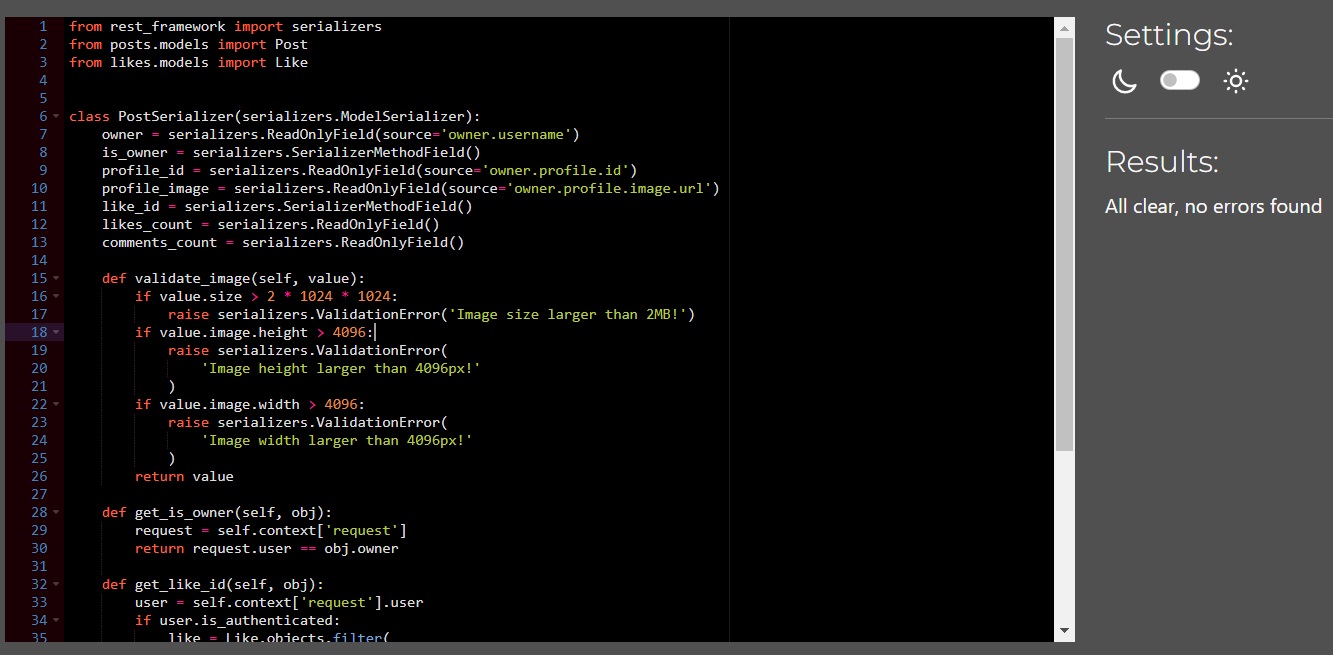 1 from rest_framework import serializers
2 from posts.models import Post
3 from likes.models import Like
4
5
6 class PostSerializer(serializers.ModelSerializer):
7     owner = serializers.ReadOnlyField(source='owner.username')
8     is_owner = serializers.SerializerMethodField()
9     profile_id = serializers.ReadOnlyField(source='owner.profile.id')
10     profile_image = serializers.ReadOnlyField(source='owner.profile.image.url')
11     like_id = serializers.SerializerMethodField()
12     likes_count = serializers.ReadOnlyField()
13     comments_count = serializers.ReadOnlyField()
14
15     def validate_image(self, value):
16         if value.size > 2 * 1024 * 1024:
17             raise serializers.ValidationError('Image size larger than 2MB!')
18         if value.image.height > 4096:
19             raise serializers.ValidationError(
20                 'Image height larger than 4096px!'
21             )
22         if value.image.width > 4096:
23             raise serializers.ValidationError(
24                 'Image width larger than 4096px!'
25             )
26         return value
27
28     def get_is_owner(self, obj):
29         request = self.context['request']
30         return request.user == obj.owner
31
32     def get_like_id(self, obj):
33         user = self.context['request'].user
34         if user.is_authenticated:
35             like = Like.objects.filter(
Settings:
Results:
All clear, no errors found